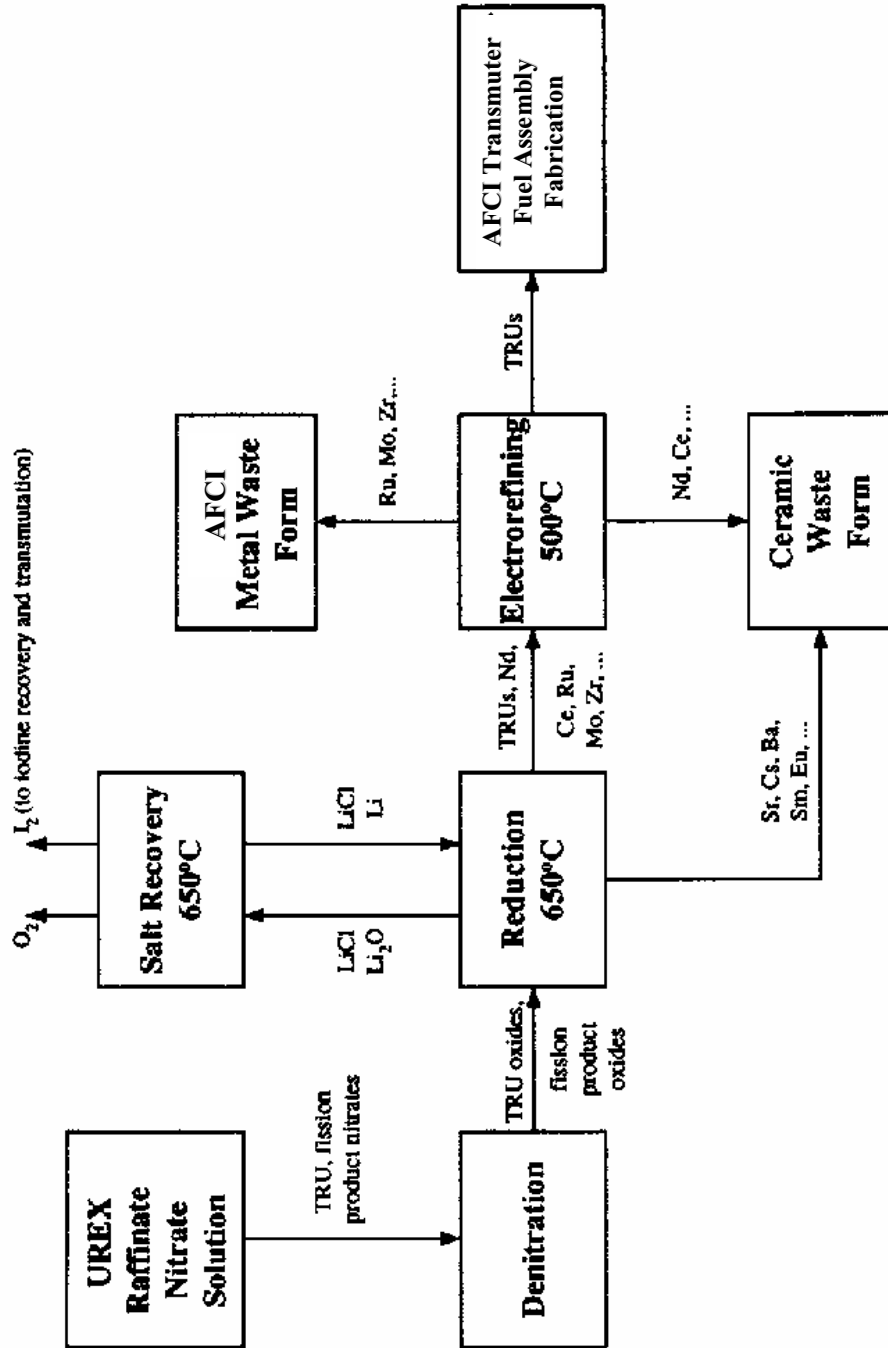 UREX
Raffinate
Nitrate
Solution
TRU, fission
product nitrates
Denitration
TRU oxides,
fission
product
oxides
O₂
I₂ (to iodine recovery and transmutation)
Salt Recovery
650ºC
LiCl
Li₂O
LiCl
Li
Reduction
650ºC
TRUs, Nd,
Ce, Ru,
Mo, Zr, ...
Sr, Cs, Ba,
Sm, Eu, ...
AFCI
Metal Waste
Form
Ru, Mo, Zr,...
Electrorefining
500ºC
Nd, Ce, ...
Ceramic
Waste
Form
TRUs
AFCI Transmuter
Fuel Assembly
Fabrication